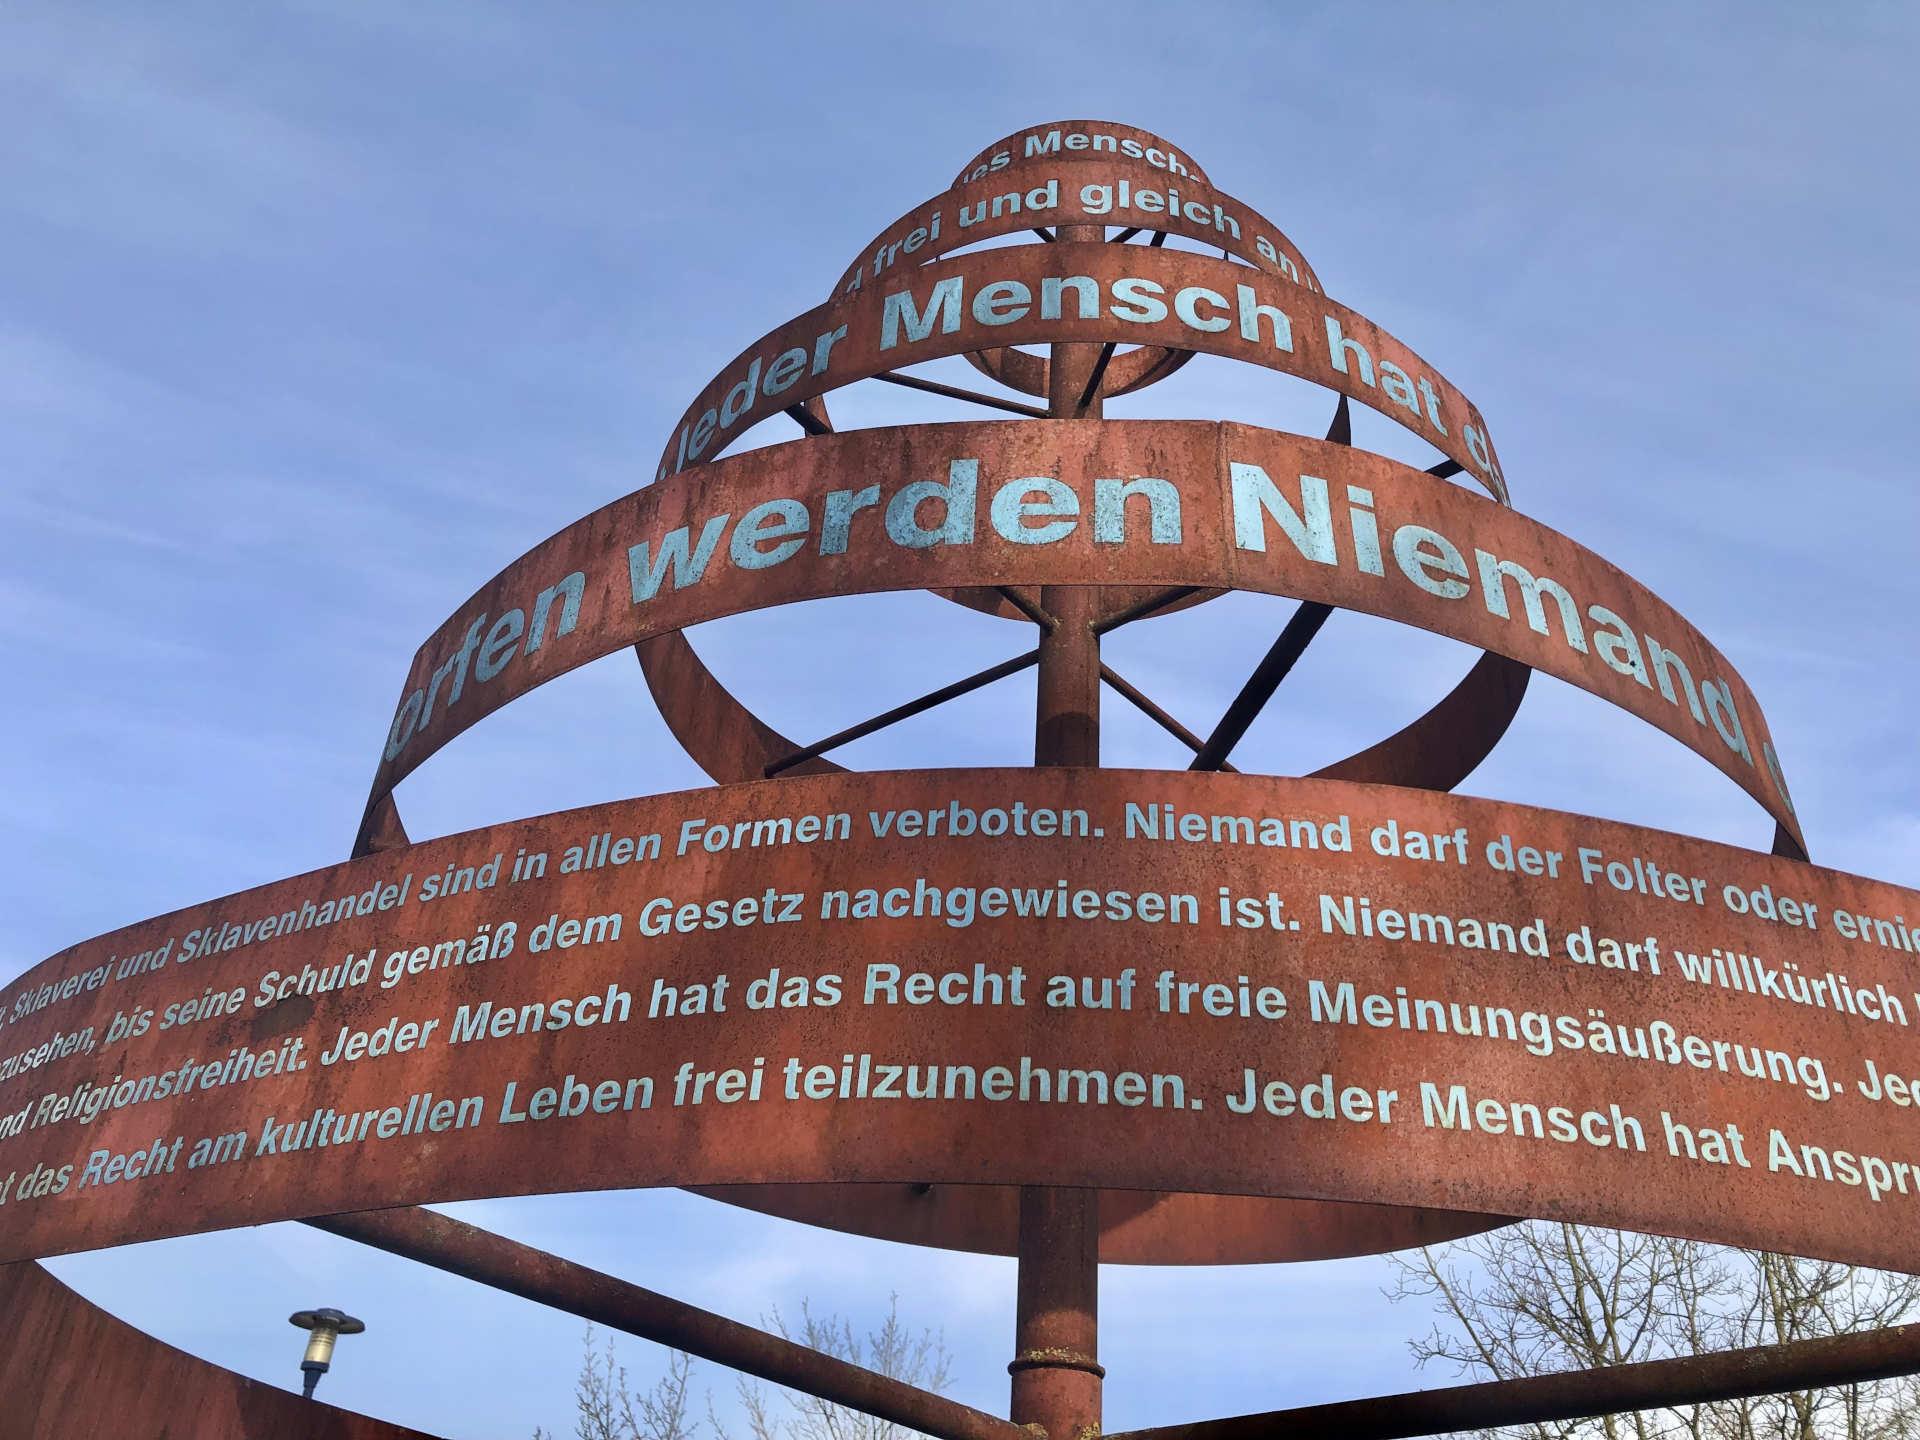 des Mensch
frei und gleich an
Jeder Mensch hat d
orfen werden Niemand
Sklaverei und Sklavenhandel sind in allen Formen verboten. Niemand darf der Folter oder ernie
zusehen, bis seine Schuld gemäß dem Gesetz nachgewiesen ist. Niemand darf willkürlich
nd Religionsfreiheit. Jeder Mensch hat das Recht auf freie Meinungsäußerung. Jed
t das Recht am kulturellen Leben frei teilzunehmen. Jeder Mensch hat Anspru